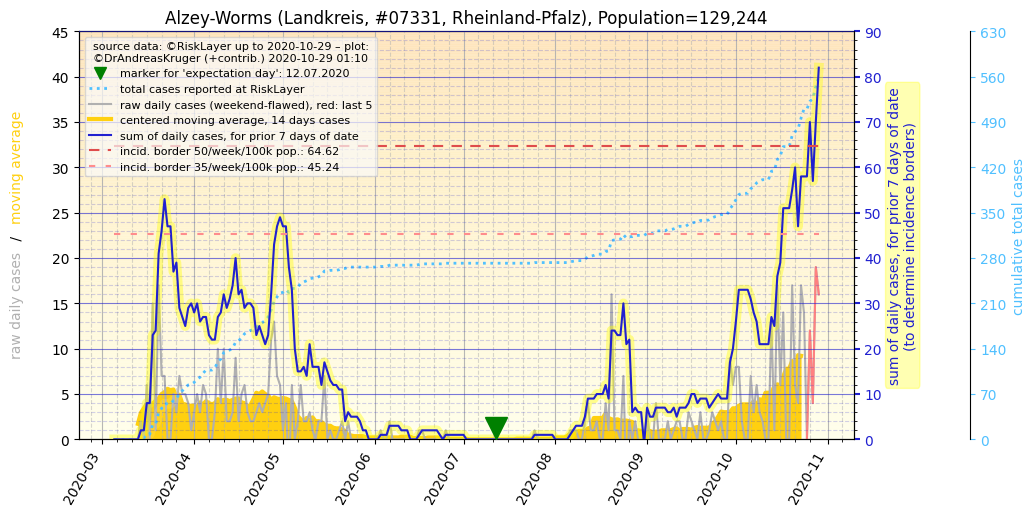 Alzey-Worms (Landkreis, #07331, Rheinland-Pfalz), Population=129,244
source data: ©RiskLayer up to 2020-10-29 – plot:
©DrAndreasKruger (+contrib.) 2020-10-29 01:10
marker for 'expectation day': 12.07.2020
total cases reported at RiskLayer
raw daily cases (weekend-flawed), red: last 5
centered moving average, 14 days cases
sum of daily cases, for prior 7 days of date
incid. border 50/week/100k pop.: 64.62
incid. border 35/week/100k pop.: 45.24
raw daily cases / moving average
45
40
35
30
25
20
15
10
5
0
2020-03
2020-04
2020-05
2020-06
2020-07
2020-08
2020-09
2020-10
2020-11
90
80
70
60
50
40
30
20
10
0
sum of daily cases, for prior 7 days of date
(to determine incidence borders)
630
560
490
420
350
280
210
140
70
0
cumulative total cases